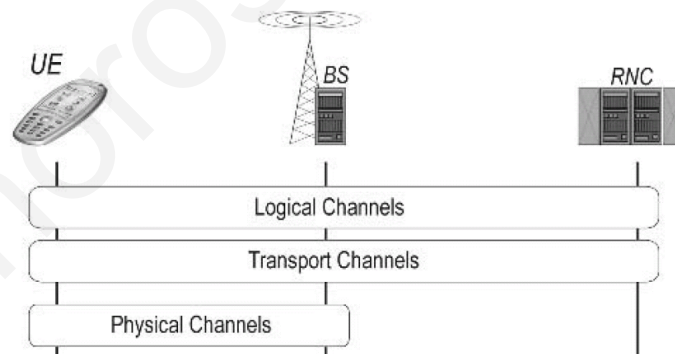 UE
BS
RNC
Logical Channels
Transport Channels
Physical Channels